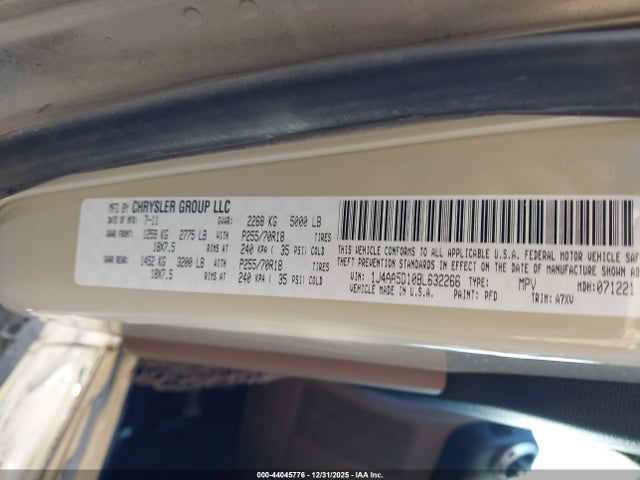 MFD BY CHRYSLER GROUP LLC
DATE OF MFR 7-11 GVWR: 2268 KG 5000 LB
GAWR FRONT: 1259 KG 2775 LB WITH P255/70R18 TIRES
18X7.5 RIMS AT 240 KPA ( 35 PSI) COLD
GAWR REAR: 1452 KG 3200 LB WITH P255/70R18 TIRES
18X7.5 RIMS AT 240 KPA ( 35 PSI) COLD
THIS VEHICLE CONFORMS TO ALL APPLICABLE U.S.A. FEDERAL MOTOR VEHICLE SAF
THEFT PREVENTION STANDARDS IN EFFECT ON THE DATE OF MANUFACTURE SHOWN AB
VIN: 1J4AA5D10BL632266 TYPE: MPV MDH:071221
VEHICLE MADE IN U.S.A. PAINT: PFD TRIM: A7XV
000-44045776 - 12/31/2025 - IAA Inc.